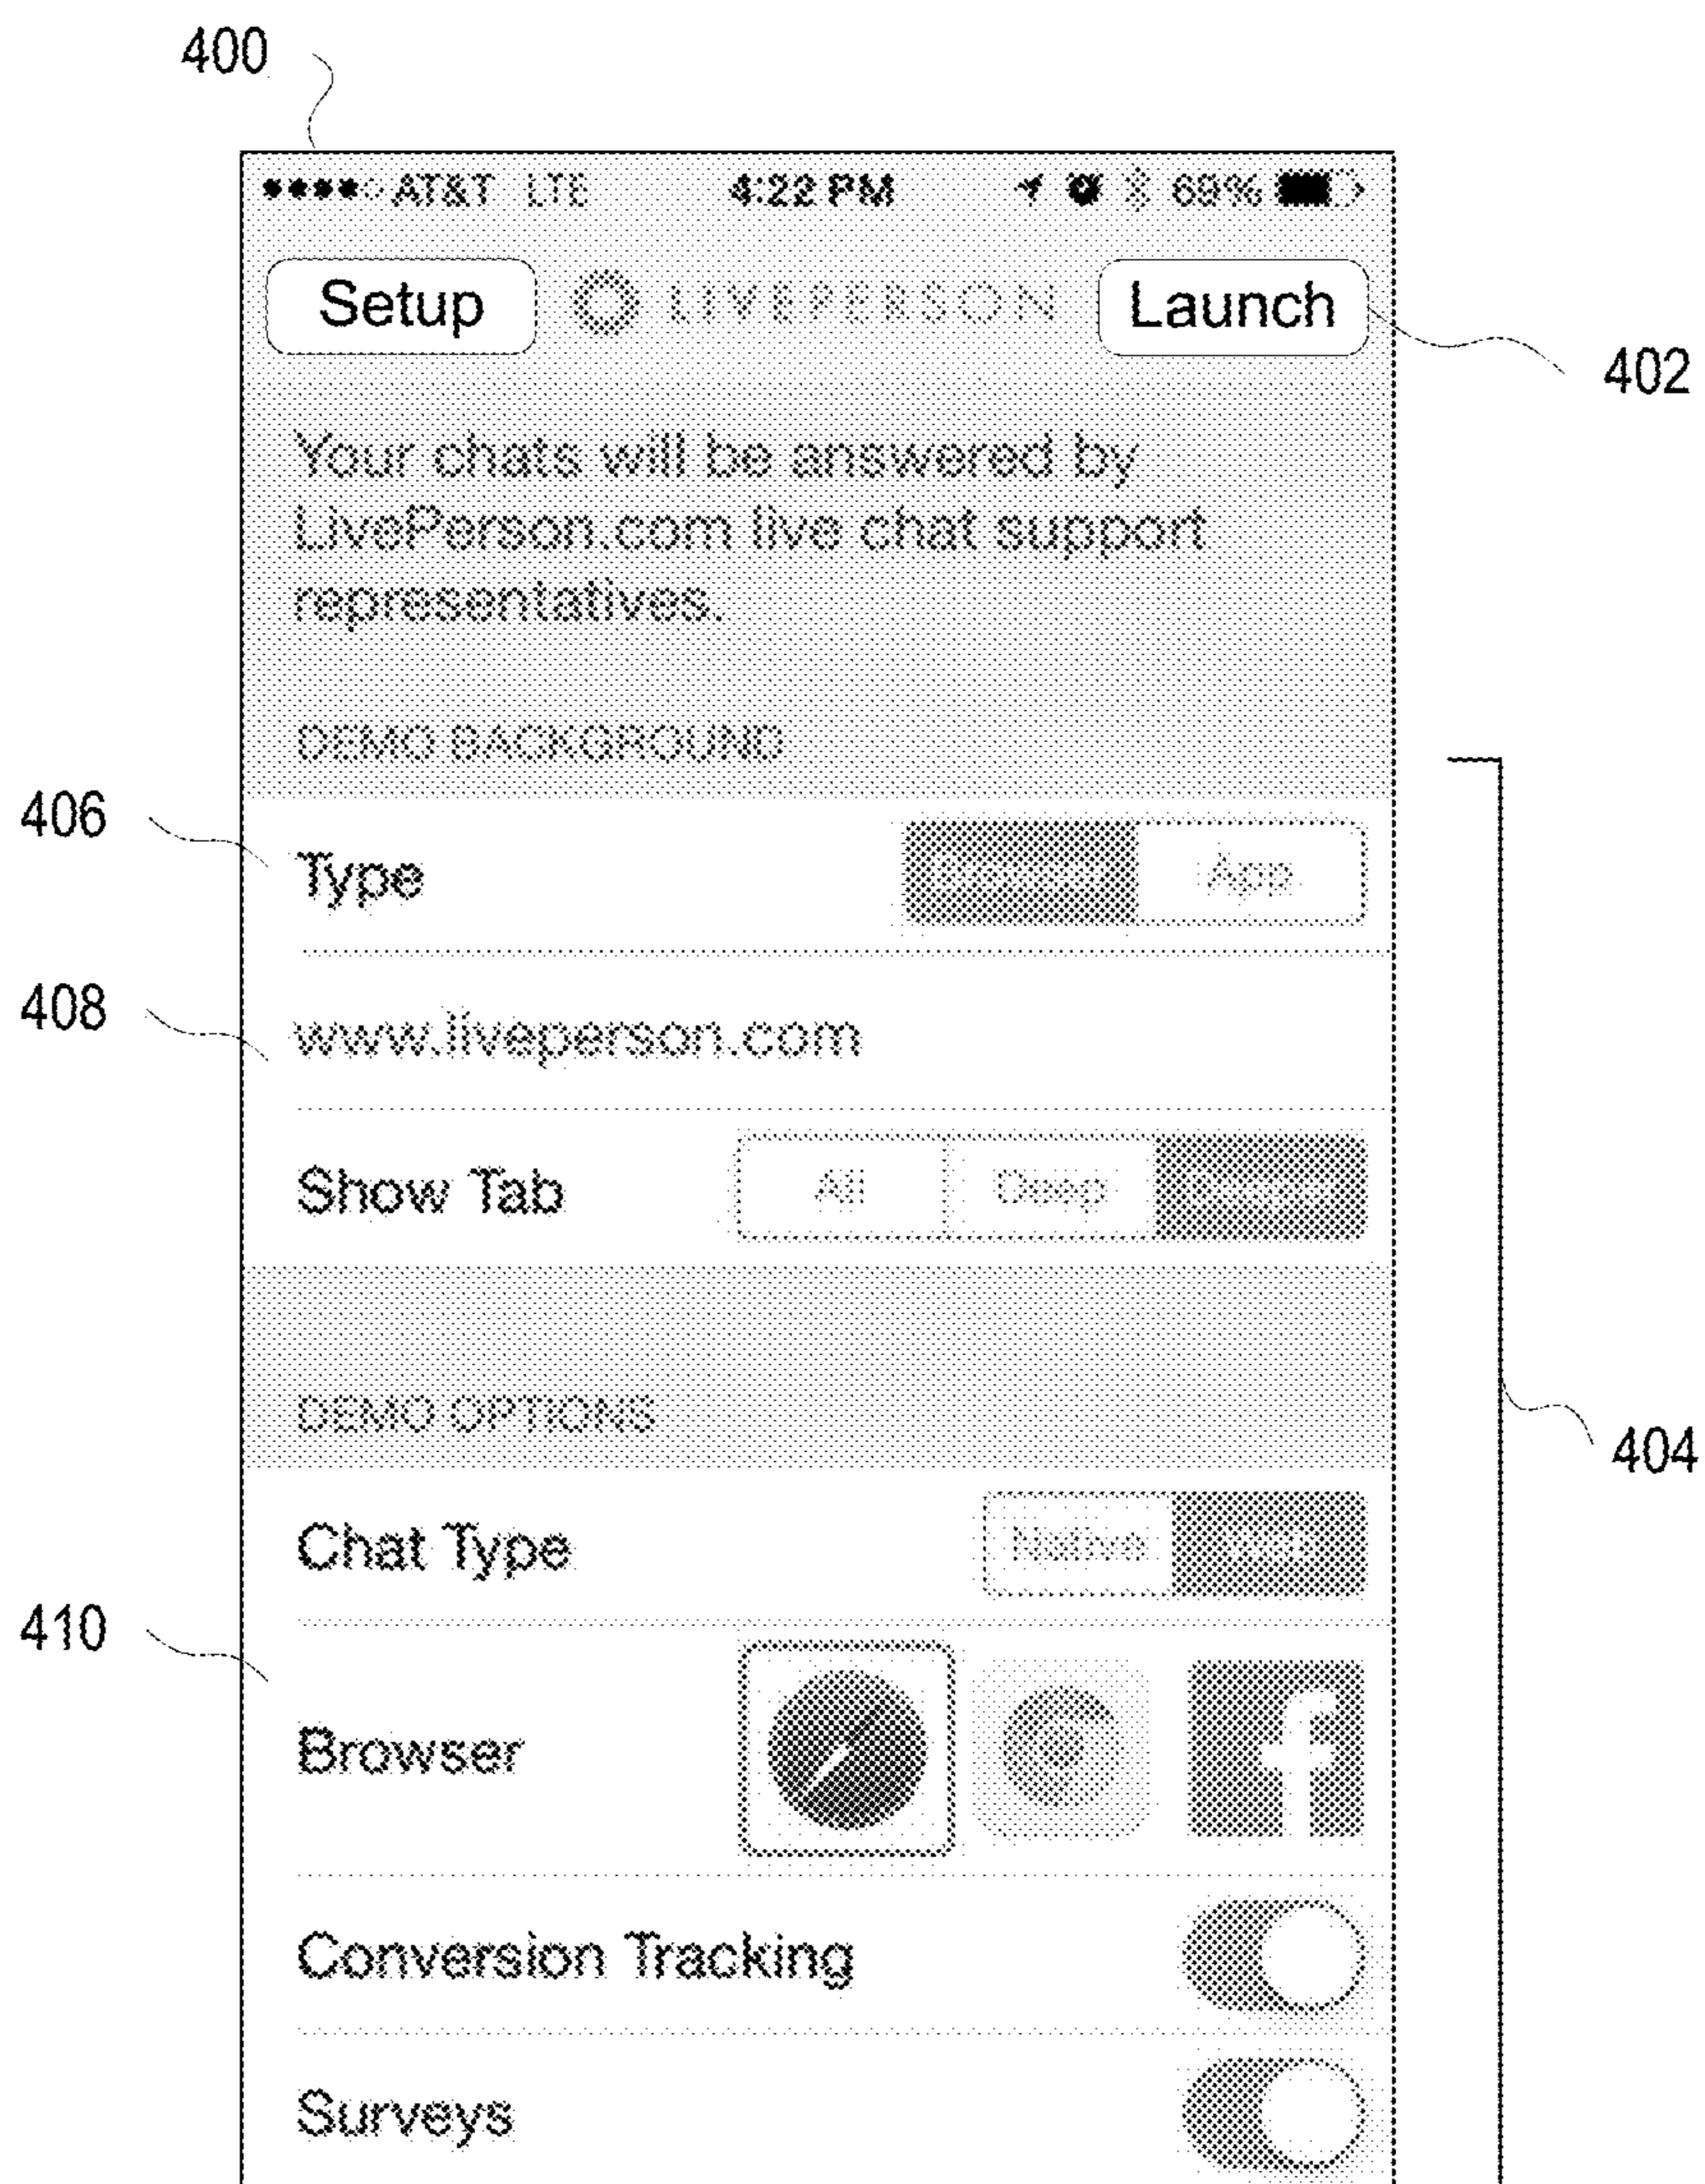 400
AT&T LTE 4:22 PM 69%
Setup LIVEPERSON Launch
402
Your chats will be answered by
LivePerson.com live chat support
representatives.
DEMO BACKGROUND
406
Type App
408
www.liveperson.com
Show Tab All Deep
DEMO OPTIONS
404
Chat Type Native
410
Browser
Conversion Tracking
Surveys